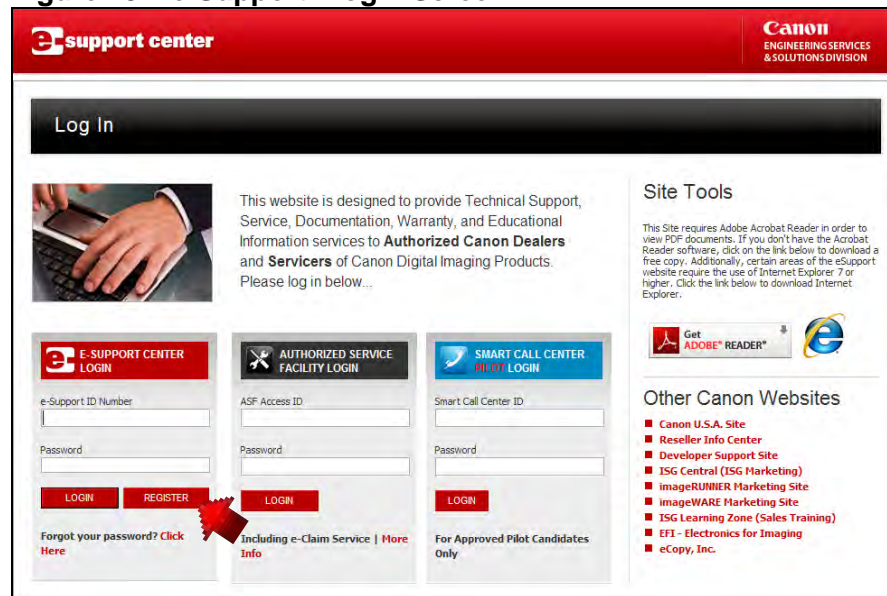 e-support center
Canon
ENGINEERING SERVICES
& SOLUTIONS DIVISION
Log In
This website is designed to provide Technical Support,
Service, Documentation, Warranty, and Educational
Information services to Authorized Canon Dealers
and Servicers of Canon Digital Imaging Products.
Please log in below...
E-SUPPORT CENTER
LOGIN
e-Support ID Number
Password
LOGIN
REGISTER
Forgot your password? Click
Here
AUTHORIZED SERVICE
FACILITY LOGIN
ASF Access ID
Password
LOGIN
Including e-Claim Service | More
Info
SMART CALL CENTER
PILOT LOGIN
Smart Call Center ID
Password
LOGIN
For Approved Pilot Candidates
Only
Site Tools
This Site requires Adobe Acrobat Reader in order to
view PDF documents. If you don't have the Acrobat
Reader software, click on the link below to download a
free copy. Additionally, certain areas of the eSupport
website require the use of Internet Explorer 7 or
higher. Click the link below to download Internet
Explorer.
Get
ADOBE® READER®
Other Canon Websites
Canon U.S.A. Site
Reseller Info Center
Developer Support Site
ISG Central (ISG Marketing)
imageRUNNER Marketing Site
imageWARE Marketing Site
ISG Learning Zone (Sales Training)
EFI - Electronics for Imaging
eCopy, Inc.